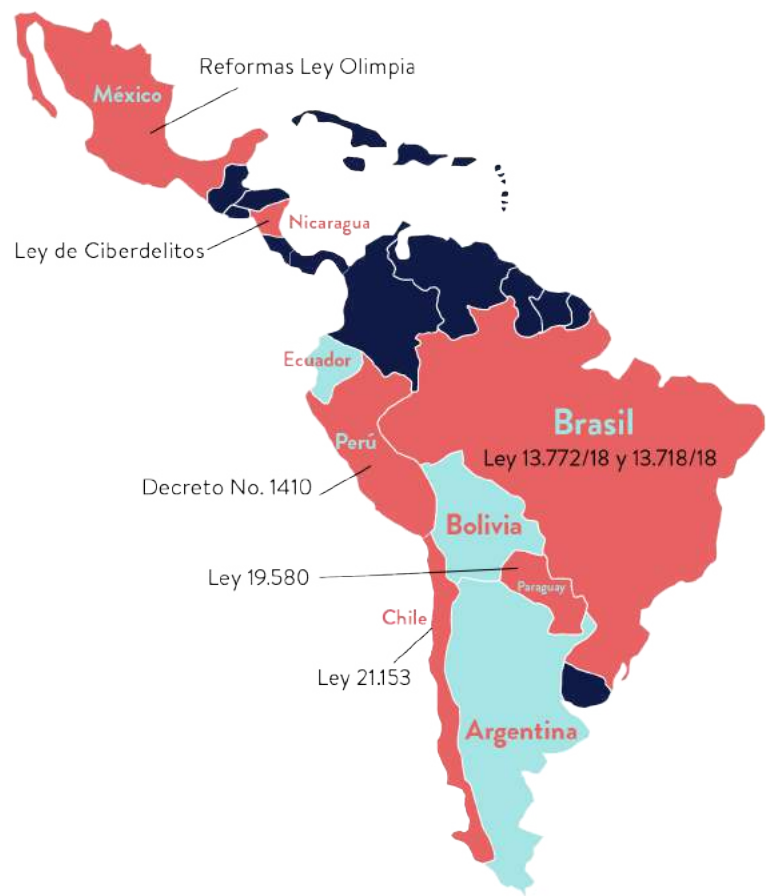 Reformas Ley Olimpia
México
Nicaragua
Ley de Ciberdelitos
Ecuador
Brasil
Perú
Ley 13.772/18 y 13.718/18
Decreto No. 1410
Bolivia
Ley 19.580
Paraguay
Chile
Ley 21.153
Argentina